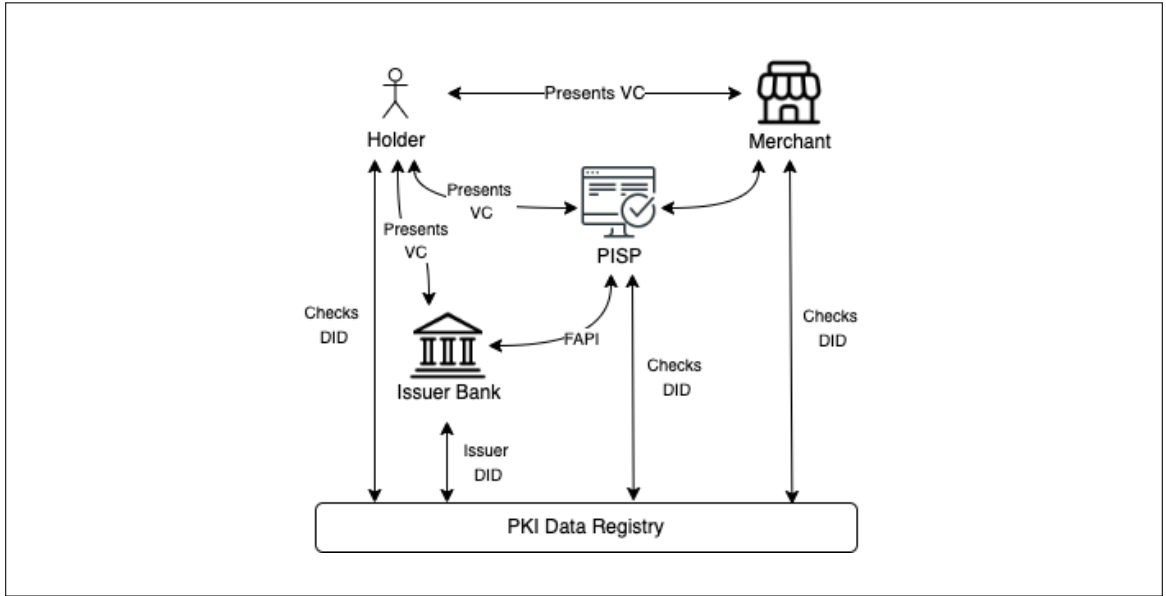 Presents VC
Holder
Merchant
Presents
VC
Presents
VC
PISP
Checks
DID
Checks
DID
FAPI
Issuer Bank
Checks
DID
Issuer
DID
PKI Data Registry